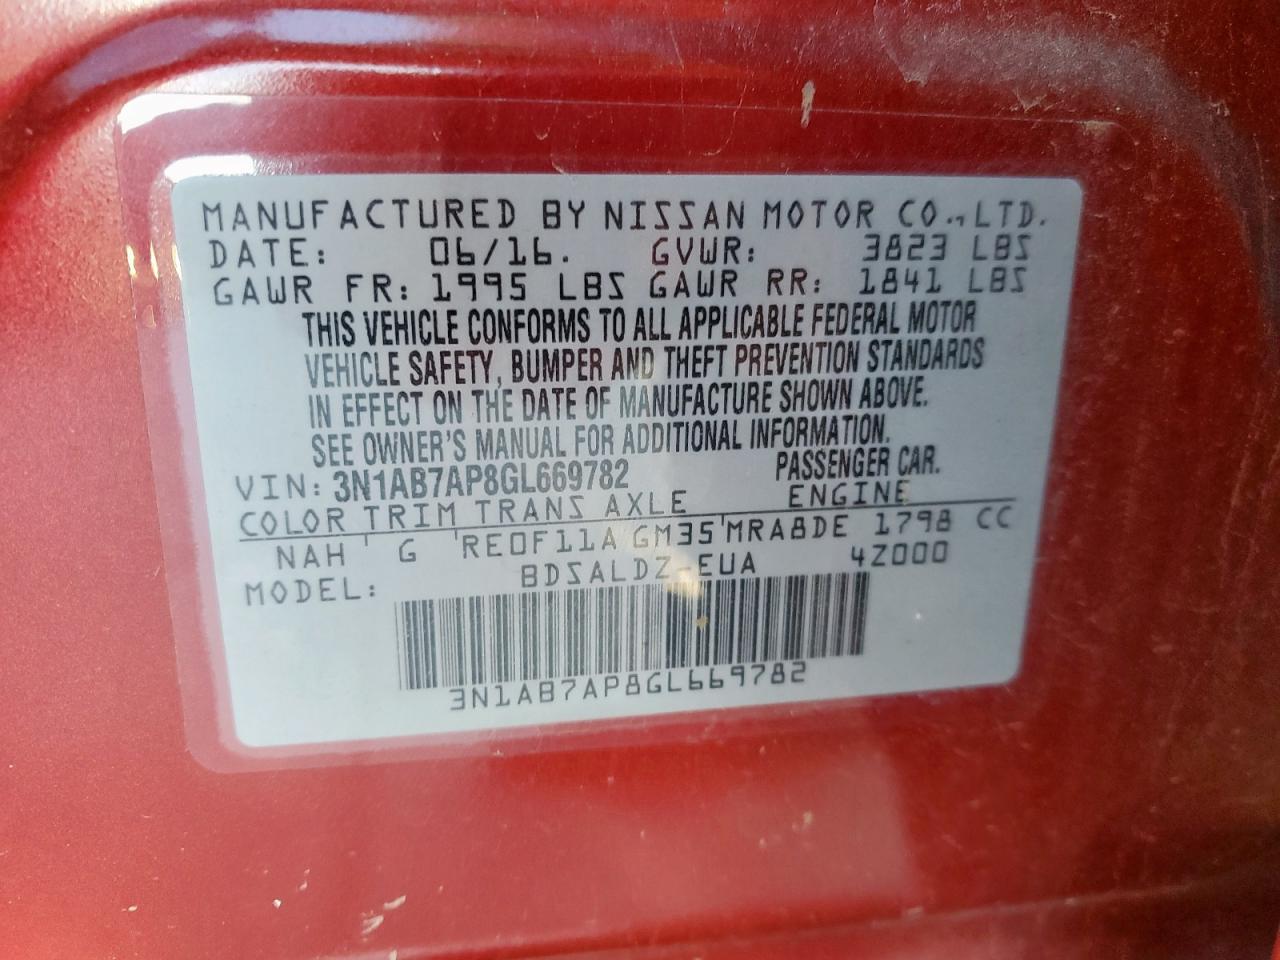 MANUFACTURED BY NISSAN MOTOR CO., LTD.
DATE: 06/16. GVWR: 3823 LBS
GAWR FR: 1995 LBS GAWR RR: 1841 LBS
THIS VEHICLE CONFORMS TO ALL APPLICABLE FEDERAL MOTOR
VEHICLE SAFETY, BUMPER AND THEFT PREVENTION STANDARDS
IN EFFECT ON THE DATE OF MANUFACTURE SHOWN ABOVE.
SEE OWNER'S MANUAL FOR ADDITIONAL INFORMATION.
VIN: 3N1AB7AP8GL669782 PASSENGER CAR.
COLOR TRIM TRANS AXLE ENGINE
NAH G RE0F11A GM35 MRA8DE 1798 CC
MODEL: BDSALDZ-EUA 4Z000
3N1AB7AP8GL669782